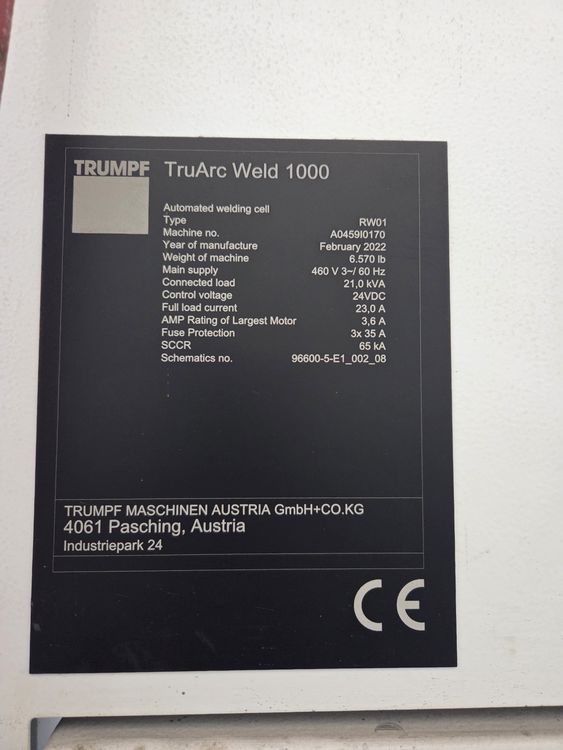 TRUMPF
TruArc Weld 1000
Automated welding cell
Type RW01
Machine no. A0459I0170
Year of manufacture February 2022
Weight of machine 6.570 lb
Main supply 460 V 3~/ 60 Hz
Connected load 21,0 kVA
Control voltage 24VDC
Full load current 23,0 A
AMP Rating of Largest Motor 3,6 A
Fuse Protection 3x 35 A
SCCR 65 kA
Schematics no. 96600-5-E1_002_08
TRUMPF MASCHINEN AUSTRIA GmbH+CO.KG
4061 Pasching, Austria
Industriepark 24
CE